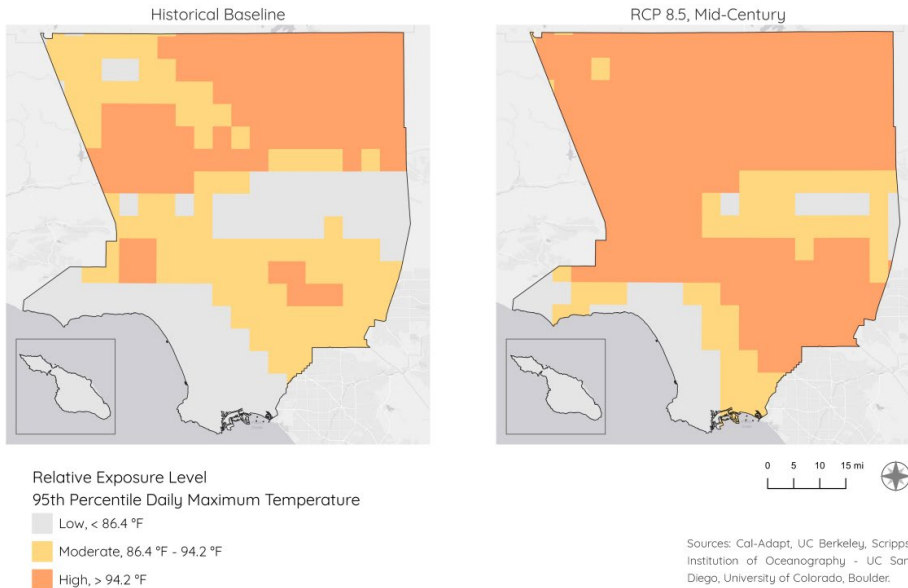 Historical Baseline
RCP 8.5, Mid-Century
Relative Exposure Level
95th Percentile Daily Maximum Temperature
Low, < 86.4 °F
Moderate, 86.4 °F - 94.2 °F
High, > 94.2 °F
0 5 10 15 mi
Sources: Cal-Adapt, UC Berkeley, Scripps
Institution of Oceanography - UC San
Diego, University of Colorado, Boulder.